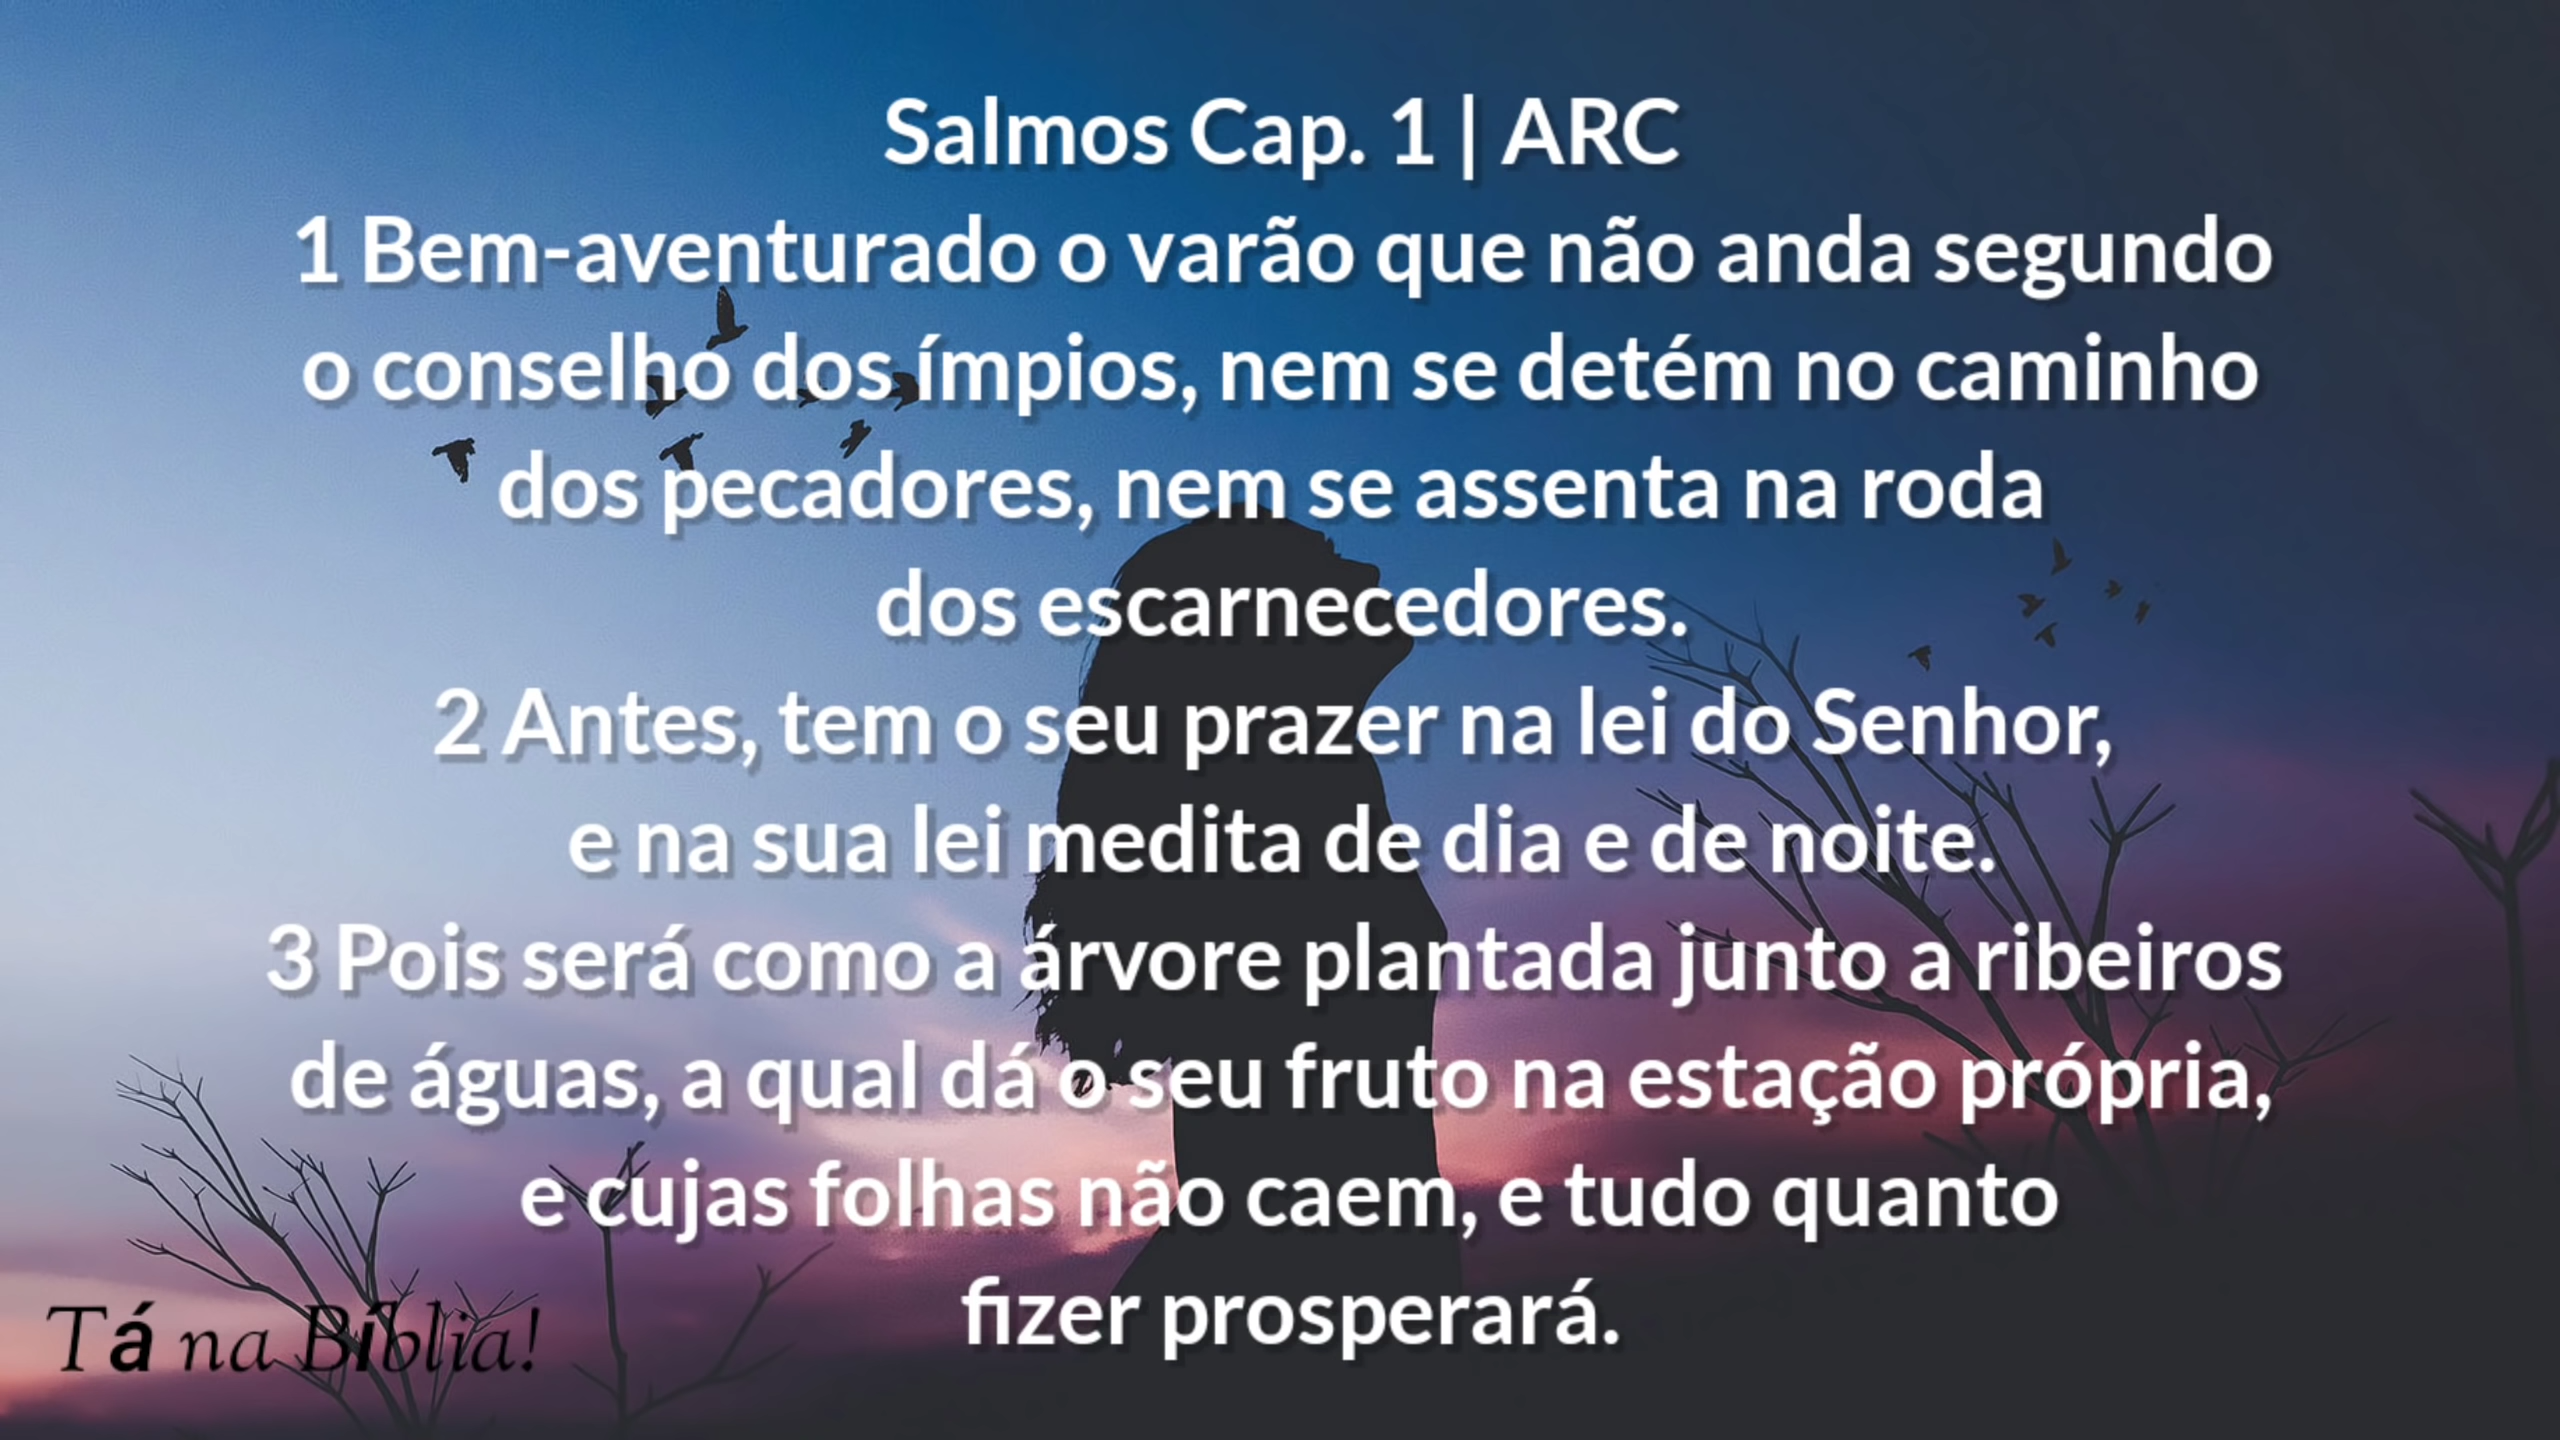 Salmos Cap. 1 | ARC
1 Bem-aventurado o varão que não anda segundo
o conselho dos ímpios, nem se detém no caminho
dos pecadores, nem se assenta na roda
dos escarnecedores.
2 Antes, tem o seu prazer na lei do Senhor,
e na sua lei medita de dia e de noite.
3 Pois será como a árvore plantada junto a ribeiros
de águas, a qual dá o seu fruto na estação própria,
e cujas folhas não caem, e tudo quanto
fizer prosperará.
Tá na Bíblia!